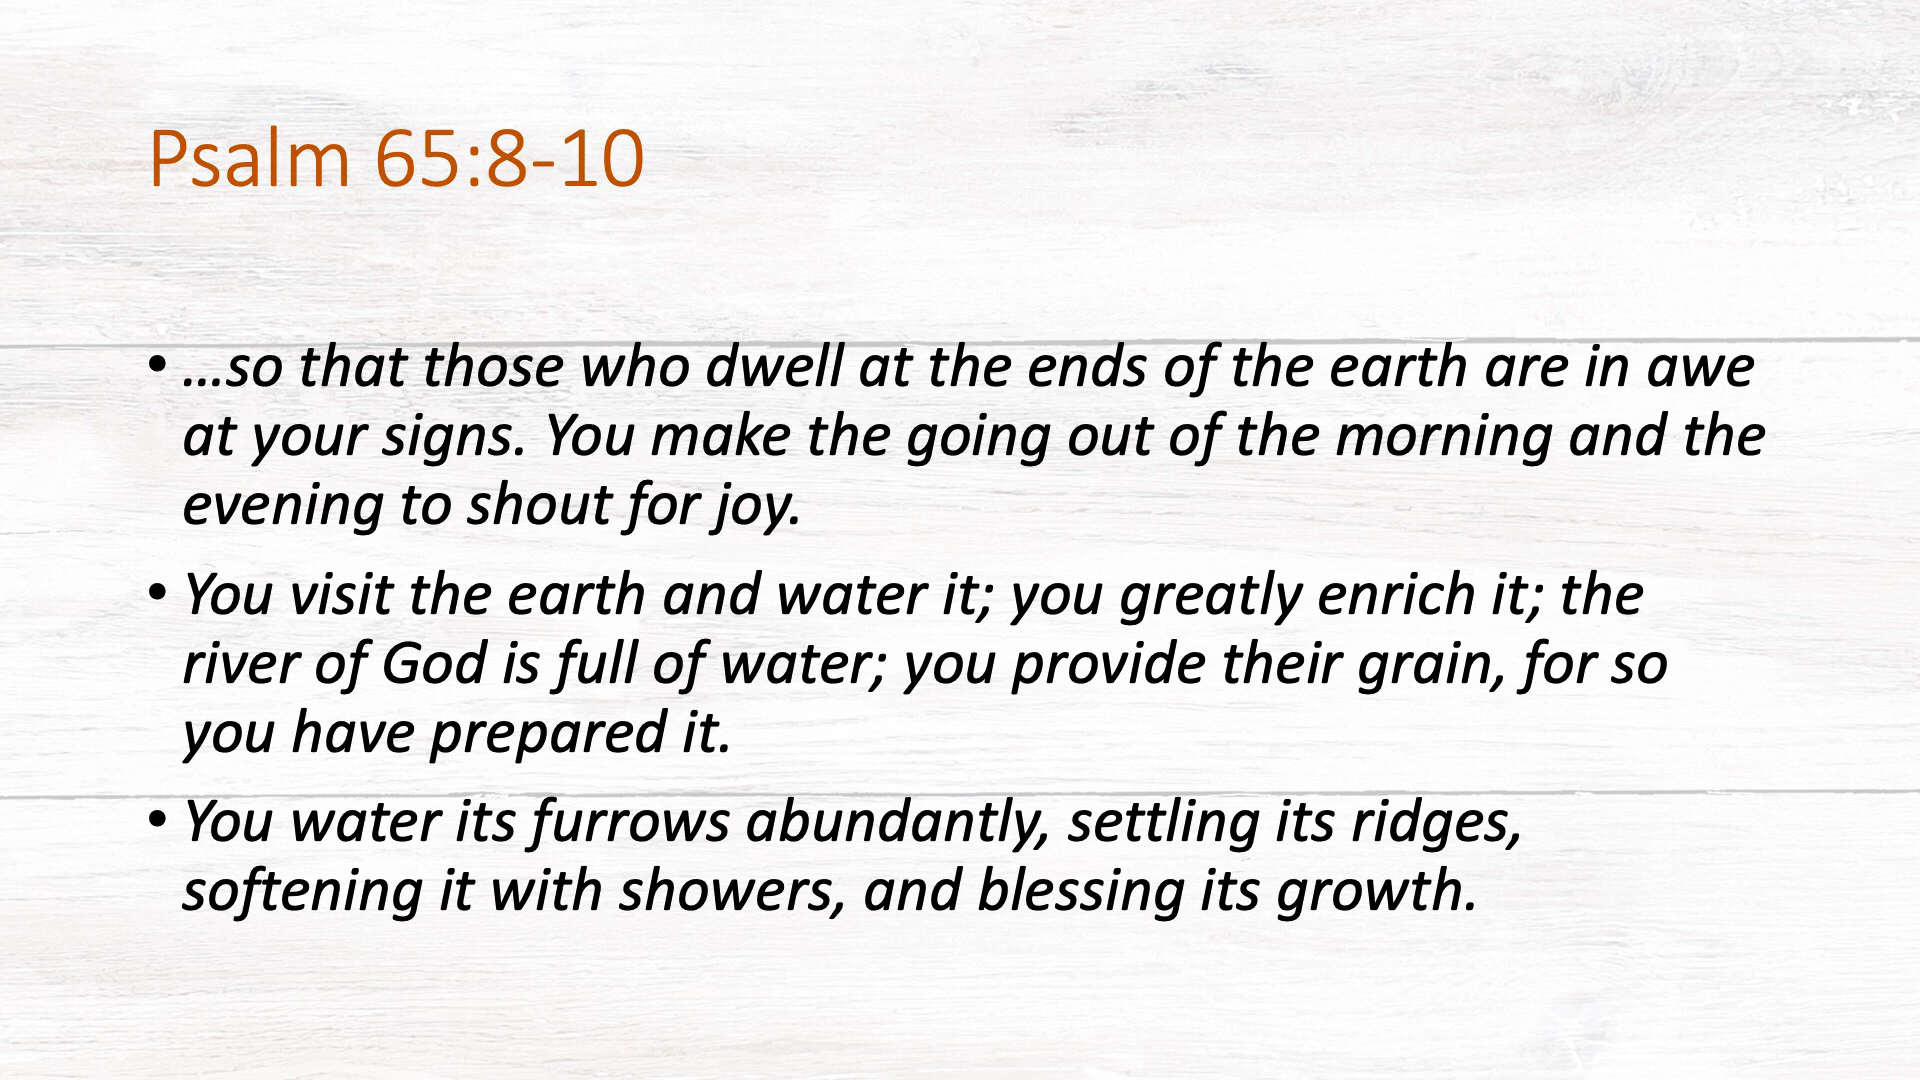 Psalm 65:8-10
• …so that those who dwell at the ends of the earth are in awe
at your signs. You make the going out of the morning and the
evening to shout for joy.
• You visit the earth and water it; you greatly enrich it; the
river of God is full of water; you provide their grain, for so
you have prepared it.
• You water its furrows abundantly, settling its ridges,
softening it with showers, and blessing its growth.